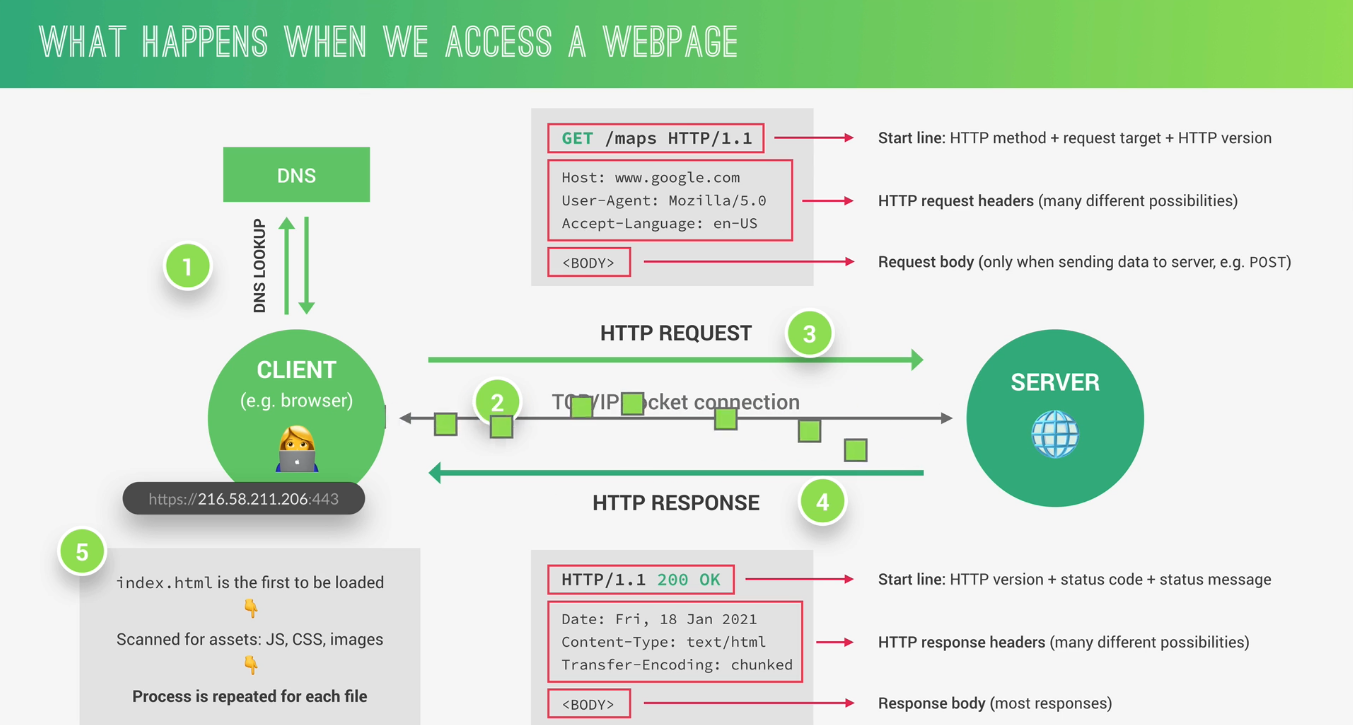 WHAT HAPPENS WHEN WE ACCESS A WEBPAGE
DNS
DNS LOOKUP
1
CLIENT
(e.g. browser)
https://216.58.211.206:443
GET /maps HTTP/1.1
Start line: HTTP method + request target + HTTP version
Host: www.google.com
User-Agent: Mozilla/5.0
Accept-Language: en-US
HTTP request headers (many different possibilities)
<BODY>
Request body (only when sending data to server, e.g. POST)
HTTP REQUEST
3
2
TCP/IP socket connection
SERVER
HTTP RESPONSE
4
5
index.html is the first to be loaded
Scanned for assets: JS, CSS, images
Process is repeated for each file
HTTP/1.1 200 OK
Start line: HTTP version + status code + status message
Date: Fri, 18 Jan 2021
Content-Type: text/html
Transfer-Encoding: chunked
HTTP response headers (many different possibilities)
<BODY>
Response body (most responses)